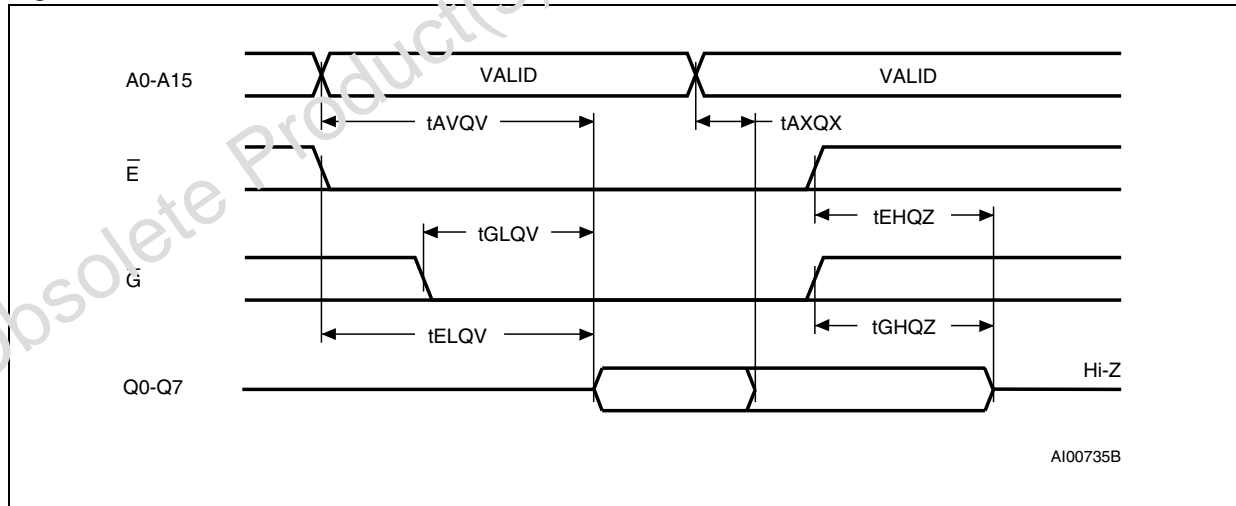 Obsolete Product(s)
A0-A15
VALID
VALID
tAVQV
tAXQX
E̅
tEHQZ
tGLQV
G̅
tELQV
tGHQZ
Q0-Q7
Hi-Z
AI00735B